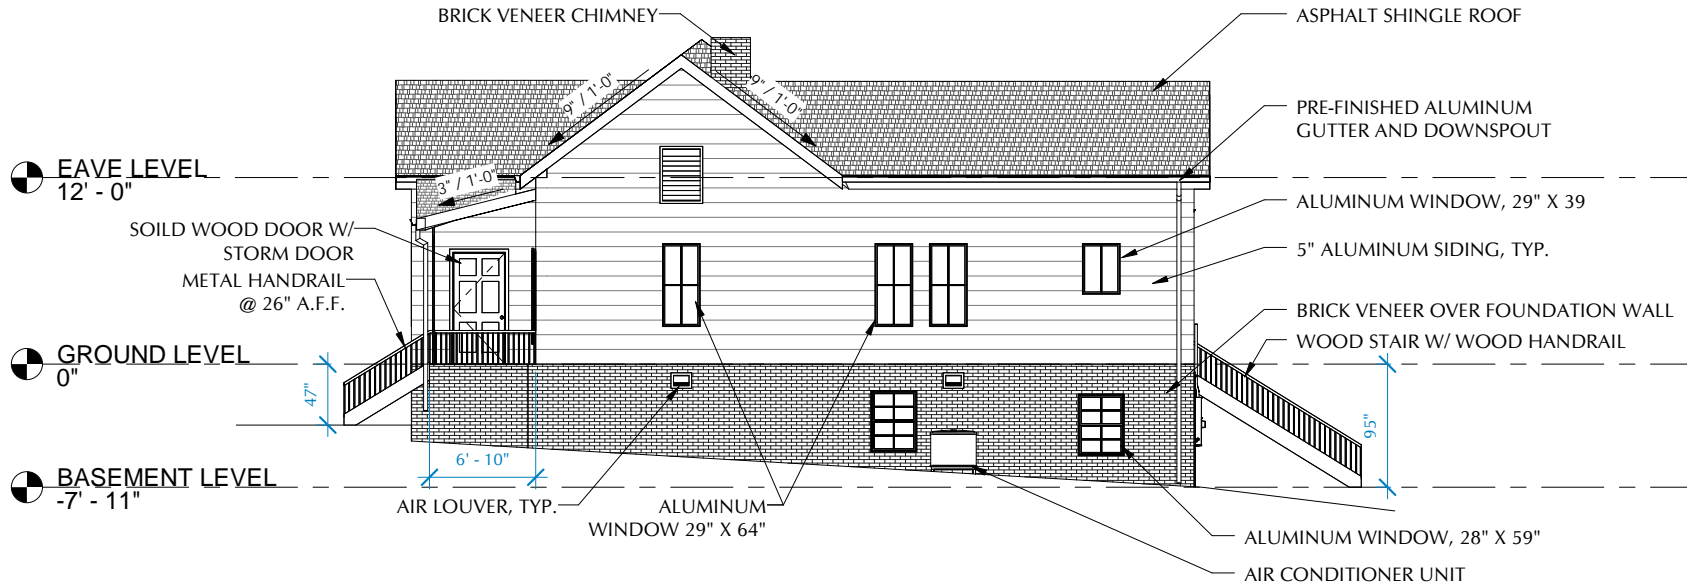 BRICK VENEER CHIMNEY
ASPHALT SHINGLE ROOF
9" / 1'-0"
9" / 1'-0"
PRE-FINISHED ALUMINUM
GUTTER AND DOWNSPOUT
EAVE LEVEL
12' - 0"
3" / 1'-0"
ALUMINUM WINDOW, 29" X 39
SOILD WOOD DOOR W/
STORM DOOR
5" ALUMINUM SIDING, TYP.
METAL HANDRAIL
@ 26" A.F.F.
BRICK VENEER OVER FOUNDATION WALL
WOOD STAIR W/ WOOD HANDRAIL
GROUND LEVEL
0"
47"
95"
6' - 10"
BASEMENT LEVEL
-7' - 11"
AIR LOUVER, TYP.
ALUMINUM
WINDOW 29" X 64"
ALUMINUM WINDOW, 28" X 59"
AIR CONDITIONER UNIT